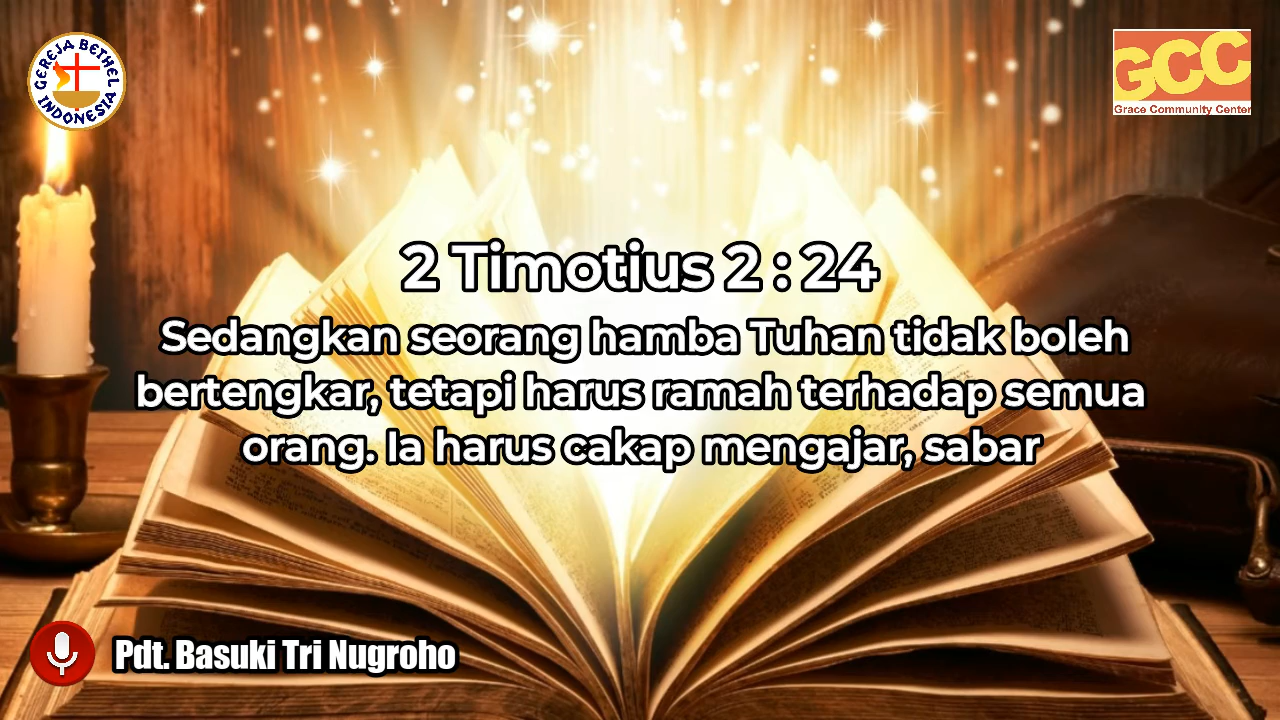 GEREJA BETHEL INDONESIA
GCC
Grace Community Center
2 Timotius 2 : 24
Sedangkan seorang hamba Tuhan tidak boleh
bertengkar, tetapi harus ramah terhadap semua
orang. Ia harus cakap mengajar, sabar
Pdt. Basuki Tri Nugroho